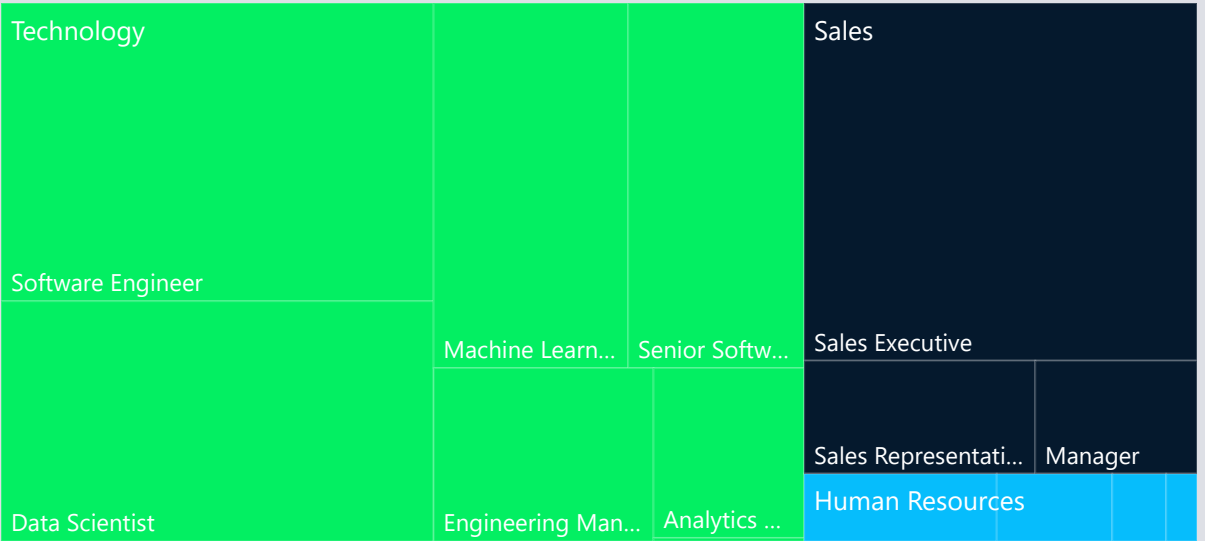 Technology
Software Engineer
Data Scientist
Machine Learn...
Senior Softw...
Engineering Man...
Analytics ...
Sales
Sales Executive
Sales Representati...
Manager
Human Resources